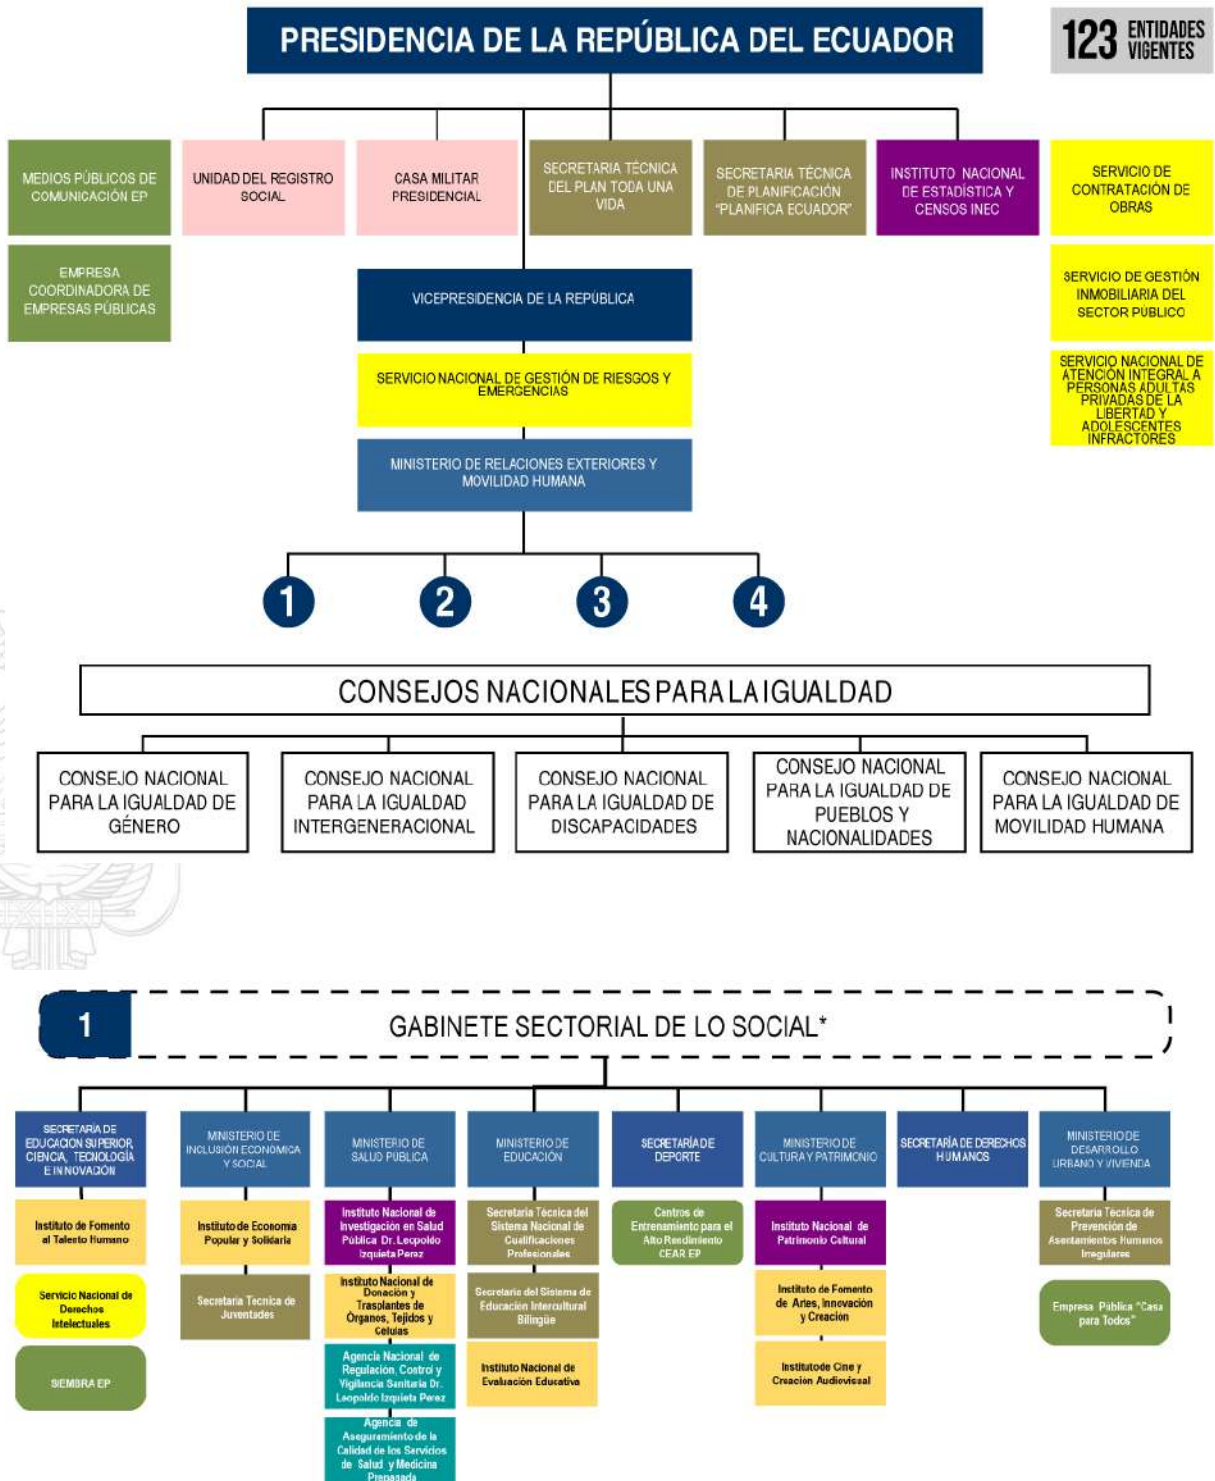 PRESIDENCIA DE LA REPÚBLICA DEL ECUADOR
123 ENTIDADES
VIGENTES
MEDIOS PÚBLICOS DE
COMUNICACIÓN EP
UNIDAD DEL REGISTRO
SOCIAL
CASA MILITAR
PRESIDENCIAL
SECRETARIA TÉCNICA
DEL PLAN TODA UNA
VIDA
SECRETARIA TÉCNICA
DE PLANIFICACIÓN
“PLANIFICA ECUADOR”
INSTITUTO NACIONAL
DE ESTADÍSTICA Y
CENSOS INEC
SERVICIO DE
CONTRATACIÓN DE
OBRAS
EMPRESA
COORDINADORA DE
EMPRESAS PÚBLICAS
VICEPRESIDENCIA DE LA REPÚBLICA
SERVICIO DE GESTIÓN
INMOBILIARIA DEL
SECTOR PÚBLICO
SERVICIO NACIONAL DE GESTIÓN DE RIESGOS Y
EMERGENCIAS
SERVICIO NACIONAL DE
ATENCIÓN INTEGRAL A
PERSONAS ADULTAS
PRIVADAS DE LA
LIBERTAD Y
ADOLESCENTES
INFRACTORES
MINISTERIO DE RELACIONES EXTERIORES Y
MOVILIDAD HUMANA
1
2
3
4
CONSEJOS NACIONALES PARA LA IGUALDAD
CONSEJO NACIONAL
PARA LA IGUALDAD DE
GÉNERO
CONSEJO NACIONAL
PARA LA IGUALDAD
INTERGENERACIONAL
CONSEJO NACIONAL
PARA LA IGUALDAD DE
DISCAPACIDADES
CONSEJO NACIONAL
PARA LA IGUALDAD DE
PUEBLOS Y
NACIONALIDADES
CONSEJO NACIONAL
PARA LA IGUALDAD DE
MOVILIDAD HUMANA
1
GABINETE SECTORIAL DE LO SOCIAL*
SECRETARÍA DE
EDUCACION SUPERIOR,
CIENCIA, TECNOLOGÍA
E INNOVACIÓN
MINISTERIO DE
INCLUSIÓN ECONÓMICA
Y SOCIAL
MINISTERIO DE
SALUD PÚBLICA
MINISTERIO DE
EDUCACIÓN
SECRETARÍA DE
DEPORTE
MINISTERIO DE
CULTURA Y PATRIMONIO
SECRETARÍA DE DERECHOS
HUMANOS
MINISTERIO DE
DESARROLLO
URBANO Y VIVIENDA
Instituto de Fomento
al Talento Humano
Instituto de Economía
Popular y Solidaria
Instituto Nacional de
Investigación en Salud
Pública Dr. Leopoldo
Izquieta Perez
Secretaria Técnica del
Sistema Nacional de
Cualificaciones
Profesionales
Centros de
Entrenamiento para el
Alto Rendimiento
CEAR EP
Instituto Nacional de
Patrimonio Cultural
Secretaria Técnica de
Prevención de
Asentamientos Humanos
Irregulares
Servicio Nacional de
Derechos
Intelectuales
Secretaria Tecnica de
Juventudes
Instituto Nacional de
Donación y
Trasplantes de
Órganos, Tejidos y
Células
Secretaria del Sistema de
Educación Intercultural
Bilingüe
Instituto de Fomento
de Artes, Innovación
y Creación
Empresa Pública “Casa
para Todos”
SIEMBRA EP
Agencia Nacional de
Regulación, Control y
Vigilancia Sanitaria Dr.
Leopoldo Izquieta Perez
Instituto Nacional de
Evaluación Educativa
Instituto de Cine y
Creación Audiovisual
Agencia de
Aseguramiento de la
Calidad de los Servicios
de Salud y Medicina
Prepagada